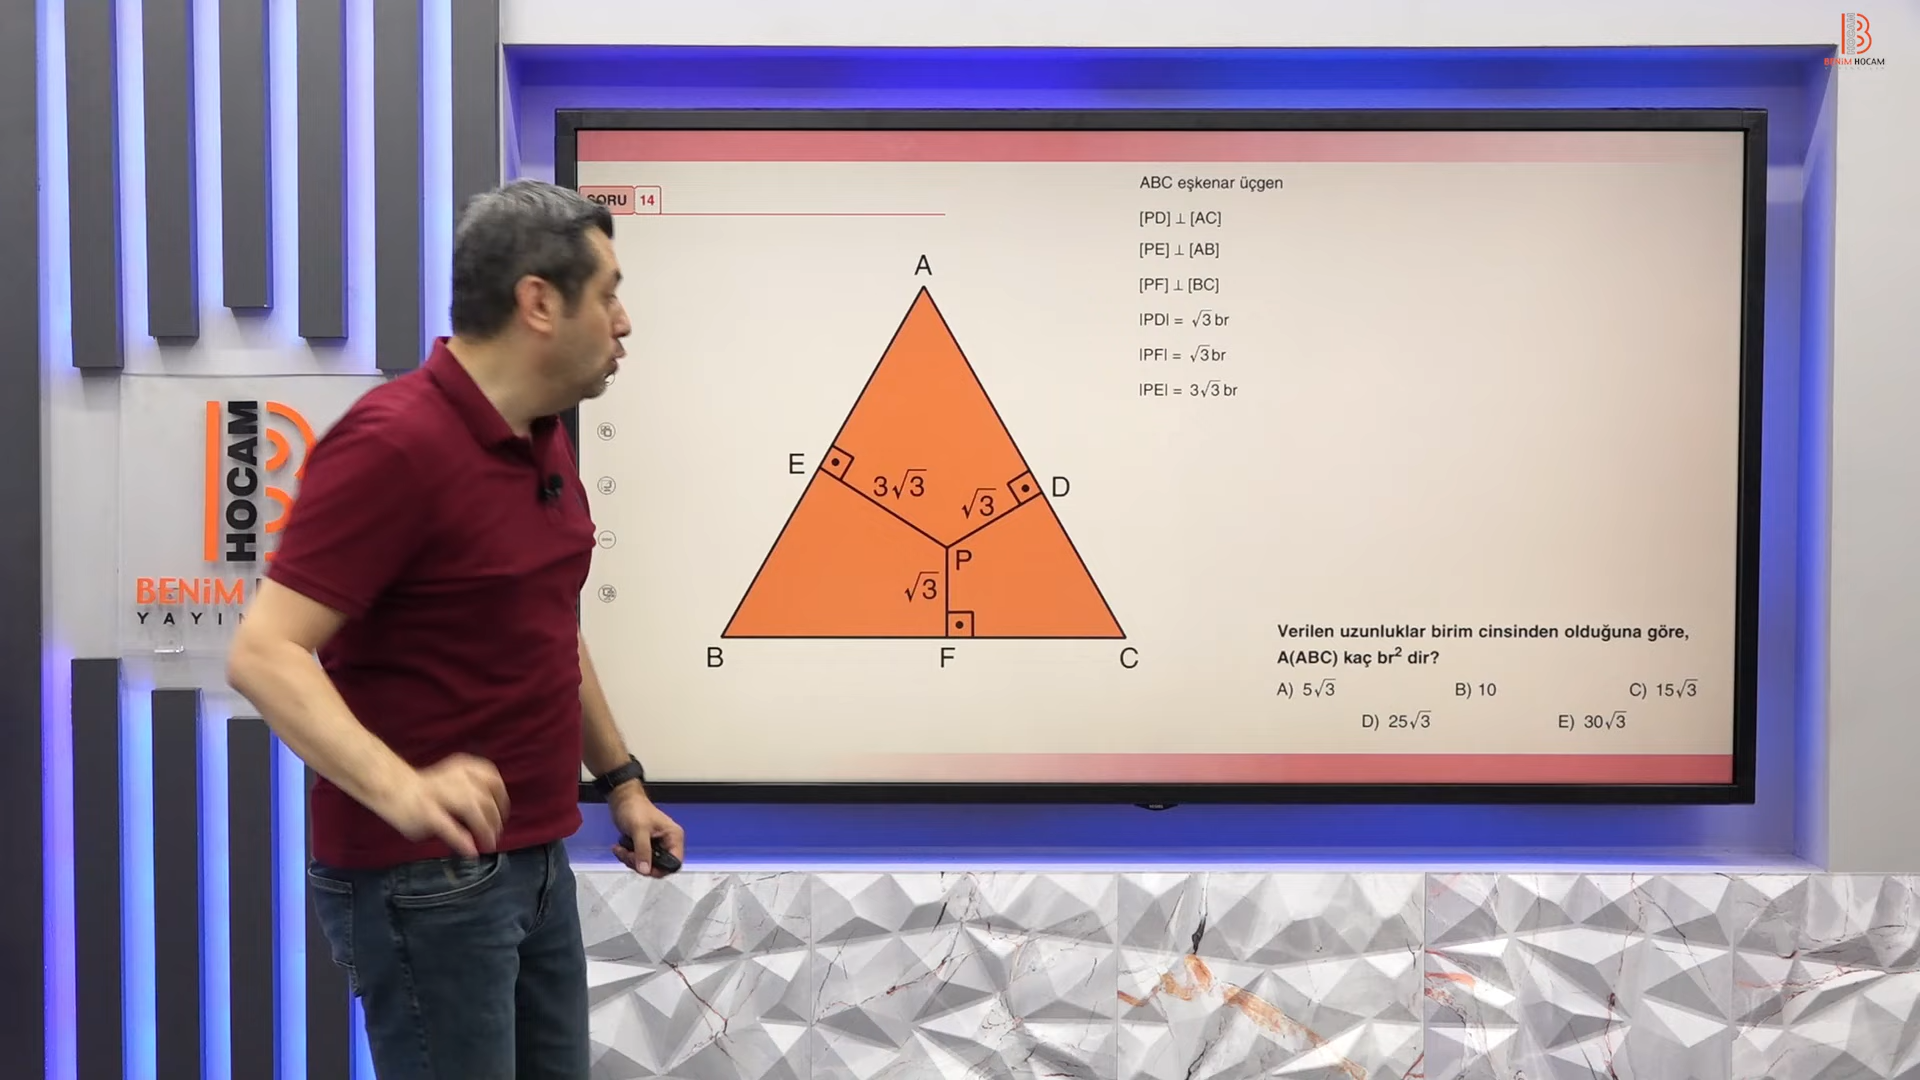 B HOCAM
BENİM HOCAM
SORU 14
ABC eşkenar üçgen
[PD] ⊥ [AC]
[PE] ⊥ [AB]
[PF] ⊥ [BC]
|PD| = √3 br
|PF| = √3 br
|PE| = 3√3 br
A
E
3√3
√3
D
P
√3
B
F
C
Verilen uzunluklar birim cinsinden olduğuna göre,
A(ABC) kaç br² dir?
A) 5√3
B) 10
C) 15√3
D) 25√3
E) 30√3
HOCAM
BENİM
YAYIN